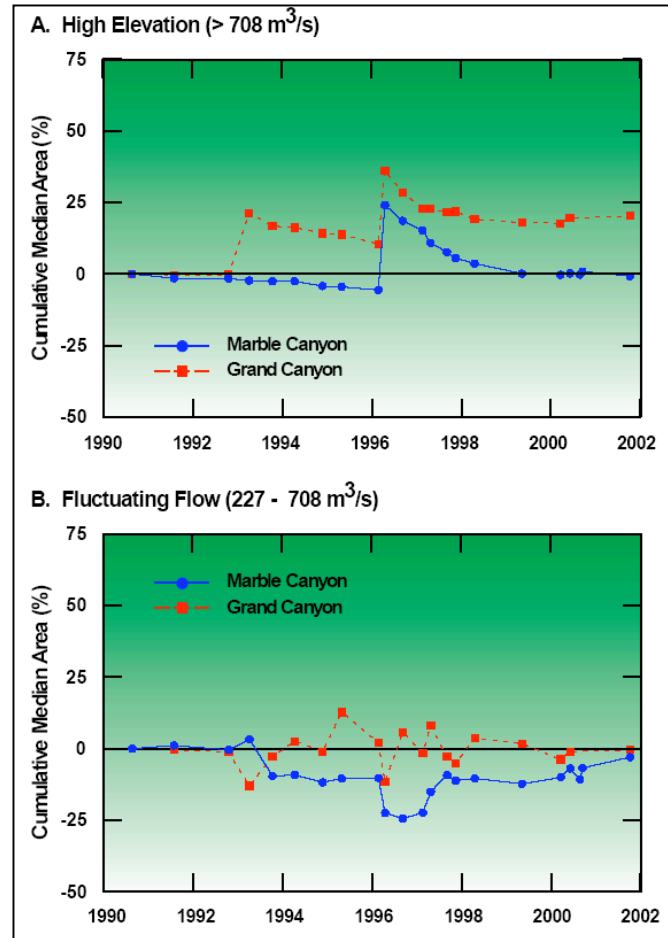 A. High Elevation (> 708 m³/s)
75
50
25
0
-25
-50
Cumulative Median Area (%)
Marble Canyon
Grand Canyon
1990 1992 1994 1996 1998 2000 2002
B. Fluctuating Flow (227 - 708 m³/s)
75
50
25
0
-25
-50
Cumulative Median Area (%)
Marble Canyon
Grand Canyon
1990 1992 1994 1996 1998 2000 2002